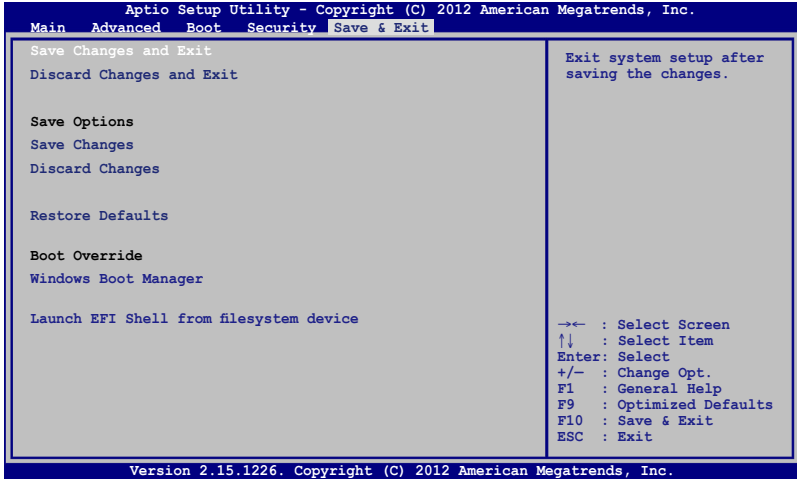 Aptio Setup Utility - Copyright (C) 2012 American Megatrends, Inc.
Main Advanced Boot Security Save & Exit
Save Changes and Exit
Discard Changes and Exit
Save Options
Save Changes
Discard Changes
Restore Defaults
Boot Override
Windows Boot Manager
Launch EFI Shell from filesystem device
Exit system setup after
saving the changes.
→← : Select Screen
↑↓ : Select Item
Enter: Select
+/— : Change Opt.
F1 : General Help
F9 : Optimized Defaults
F10 : Save & Exit
ESC : Exit
Version 2.15.1226. Copyright (C) 2012 American Megatrends, Inc.